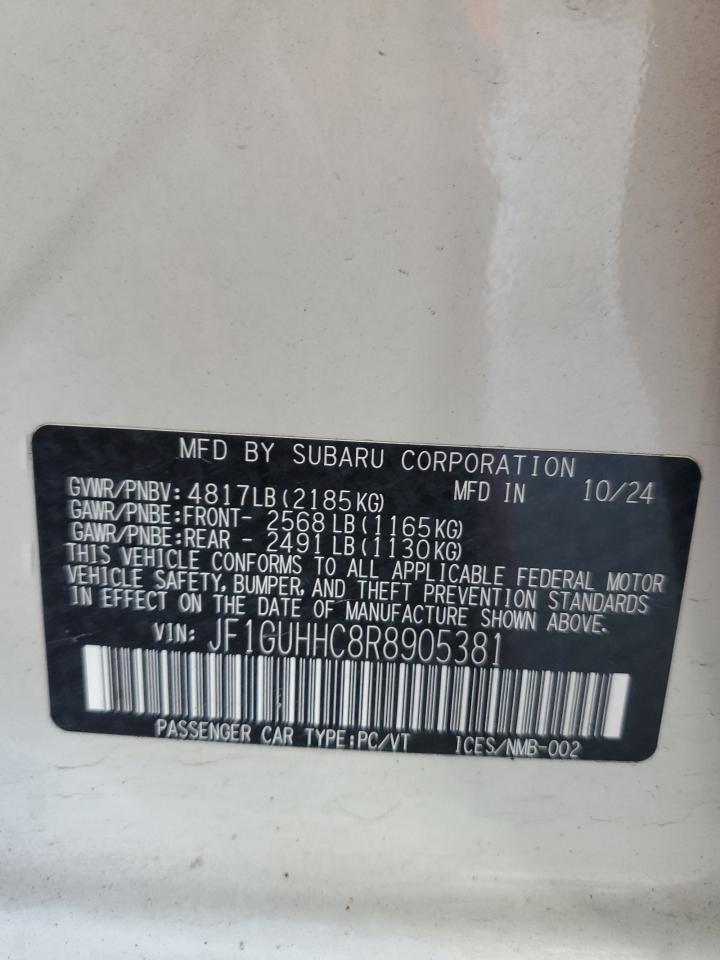 MFD BY SUBARU CORPORATION
GVWR/PNBV: 4817LB(2185KG) MFD IN 10/24
GAWR/PNBE:FRONT- 2568 LB(1165KG)
GAWR/PNBE:REAR - 2491 LB(1130KG)
THIS VEHICLE CONFORMS TO ALL APPLICABLE FEDERAL MOTOR
VEHICLE SAFETY, BUMPER, AND THEFT PREVENTION STANDARDS
IN EFFECT ON THE DATE OF MANUFACTURE SHOWN ABOVE.
VIN: JF1GUHHC8R8905381
PASSENGER CAR TYPE:PC/VT ICES/NMB-002